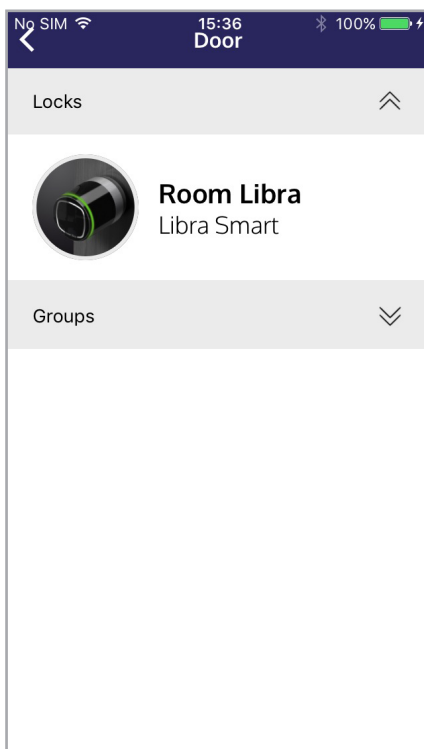 No SIM 15:36 100%
Door
Locks
Room Libra
Libra Smart
Groups